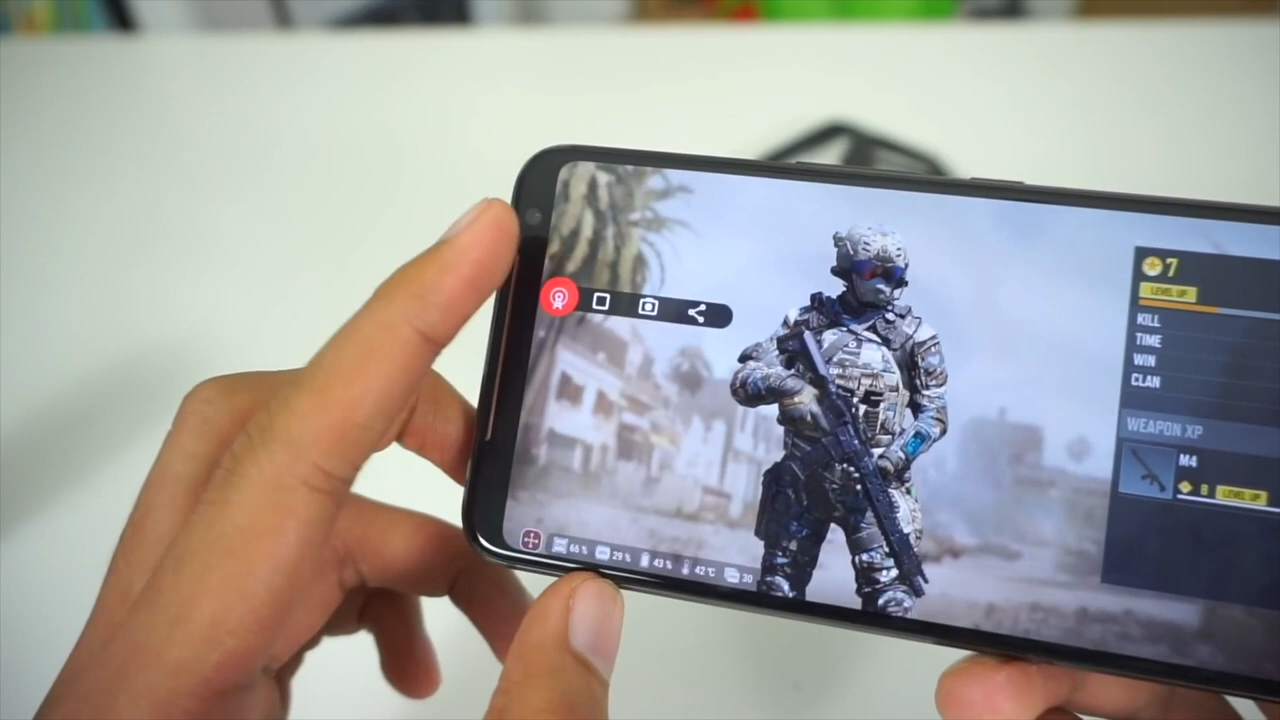 7
LEVEL UP
KILL
TIME
WIN
CLAN
WEAPON XP
M4
8 LEVEL UP
65 % 29 % 43 % 42 °C 30